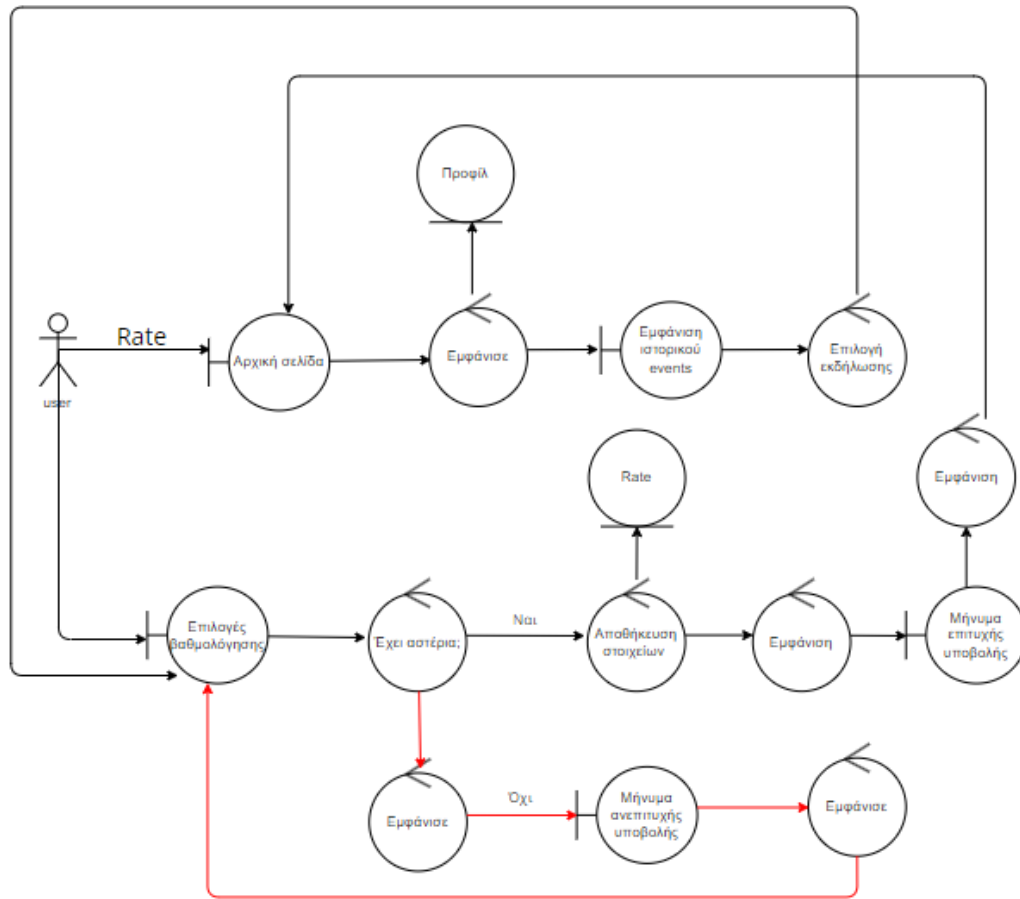 Προφίλ
Rate
user
Αρχική σελίδα
Εμφάνισε
Εμφάνιση
ιστορικού
events
Επιλογή
εκδήλωσης
Rate
Εμφάνιση
Επιλογές
βαθμολόγησης
Έχει αστέρια;
Ναι
Αποθήκευση
στοιχείων
Εμφάνιση
Μήνυμα
επιτυχής
υποβολής
Εμφάνισε
Όχι
Μήνυμα
ανεπιτυχής
υποβολής
Εμφάνισε